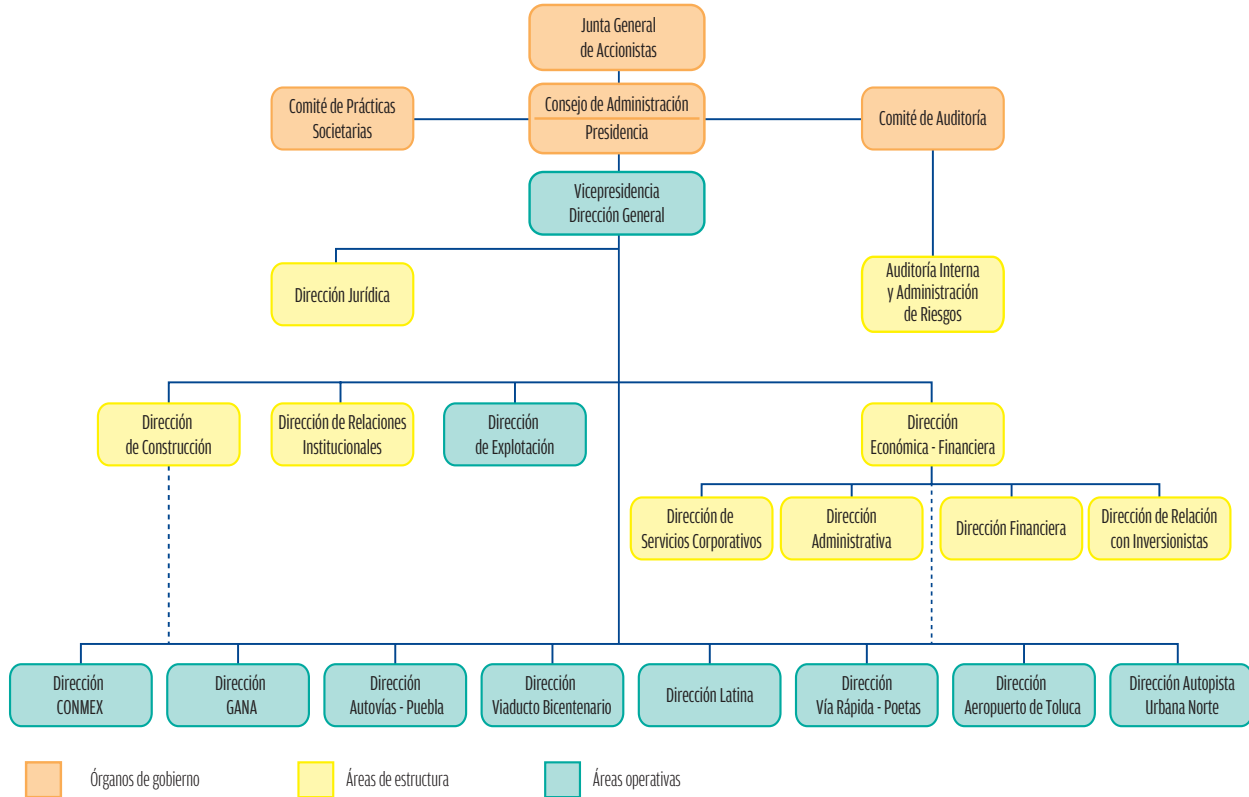 Junta General
de Accionistas
Comité de Prácticas
Societarias
Consejo de Administración
Presidencia
Comité de Auditoría
Vicepresidencia
Dirección General
Dirección Jurídica
Auditoría Interna
y Administración
de Riesgos
Dirección
de Construcción
Dirección de Relaciones
Institucionales
Dirección
de Explotación
Dirección
Económica - Financiera
Dirección de
Servicios Corporativos
Dirección
Administrativa
Dirección Financiera
Dirección de Relación
con Inversionistas
Dirección
CONMEX
Dirección
GANA
Dirección
Autovías - Puebla
Dirección
Viaducto Bicentenario
Dirección Latina
Dirección
Vía Rápida - Poetas
Dirección
Aeropuerto de Toluca
Dirección Autopista
Urbana Norte
Órganos de gobierno
Áreas de estructura
Áreas operativas